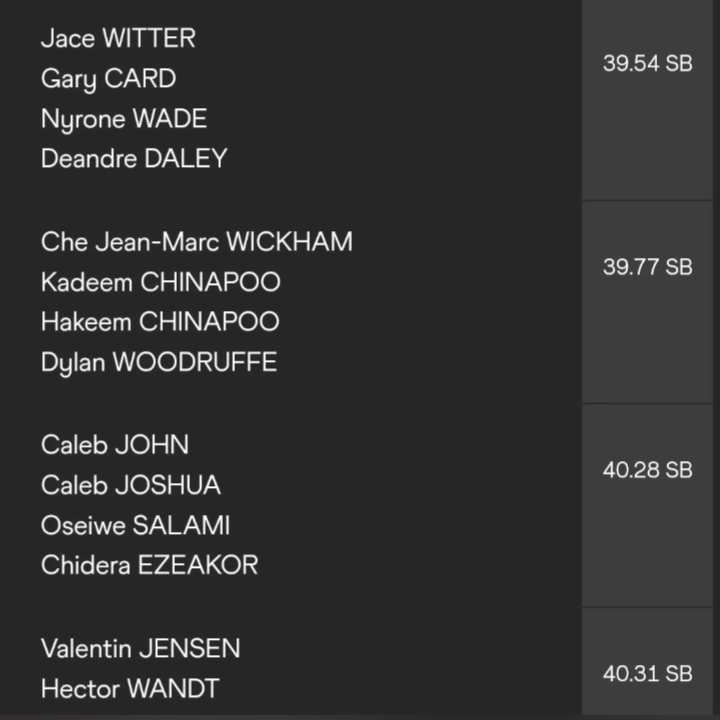 Jace WITTER
Gary CARD
Nyrone WADE
Deandre DALEY
39.54 SB
Che Jean-Marc WICKHAM
Kadeem CHINAPOO
Hakeem CHINAPOO
Dylan WOODRUFFE
39.77 SB
Caleb JOHN
Caleb JOSHUA
Oseiwe SALAMI
Chidera EZEAKOR
40.28 SB
Valentin JENSEN
Hector WANDT
40.31 SB